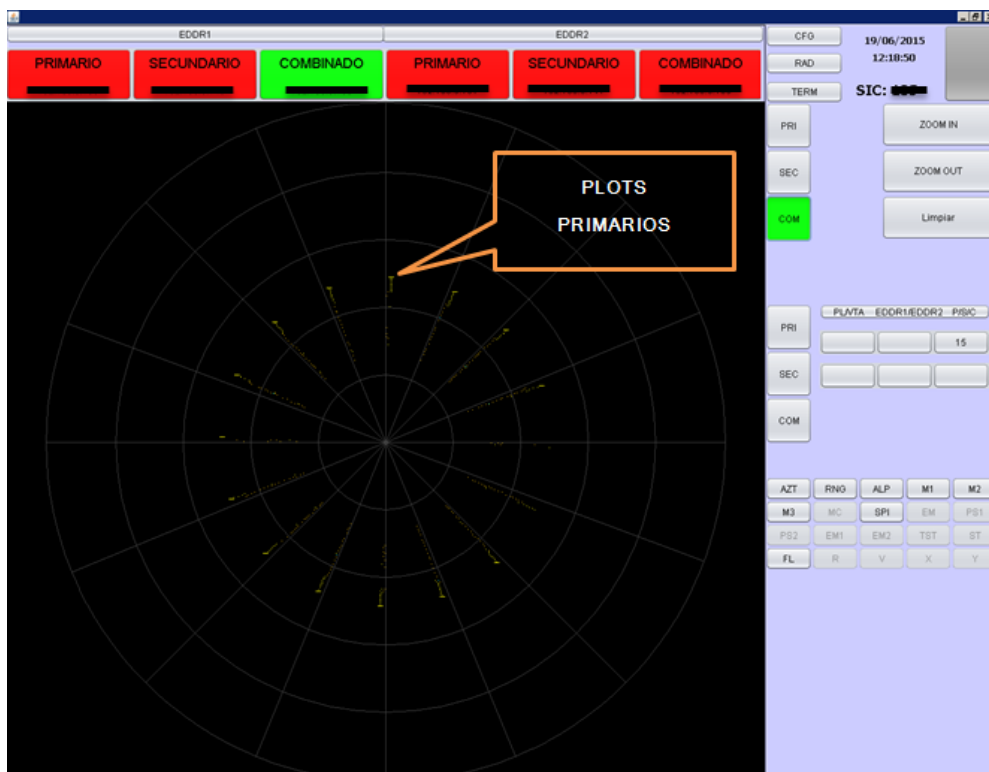 EDDR1 EDDR2
PRIMARIO SECUNDARIO COMBINADO PRIMARIO SECUNDARIO COMBINADO
CFG
19/06/2015
RAD
12:18:50
TERM
SIC:
PRI
ZOOM IN
SEC
ZOOM OUT
COM
Limpiar
PLOTS
PRIMARIOS
PL/VTA EDDR1/EDDR2 P/S/C
PRI
15
SEC
COM
AZT RNG ALP M1 M2
M3 MC SPI EM PS1
PS2 EM1 EM2 TST ST
FL R V X Y